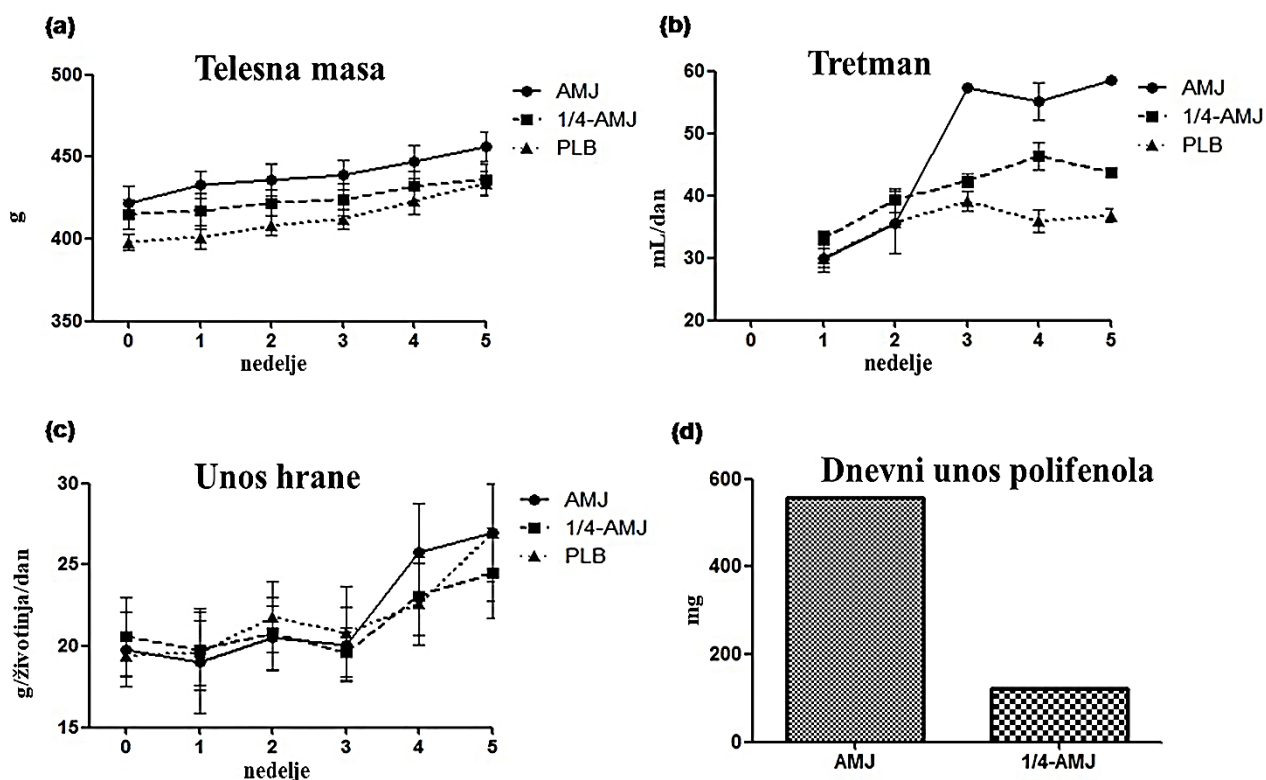 (a)
Telesna masa
500
450
400
350
g
0 1 2 3 4 5
nedelje
AMJ
1/4-AMJ
PLB
(b)
Tretman
60
50
40
30
20
mL/dan
0 1 2 3 4 5
nedelje
AMJ
1/4-AMJ
PLB
(c)
Unos hrane
30
25
20
15
g/životinja/dan
0 1 2 3 4 5
nedelje
AMJ
1/4-AMJ
PLB
(d)
Dnevni unos polifenola
600
400
200
0
mg
AMJ 1/4-AMJ